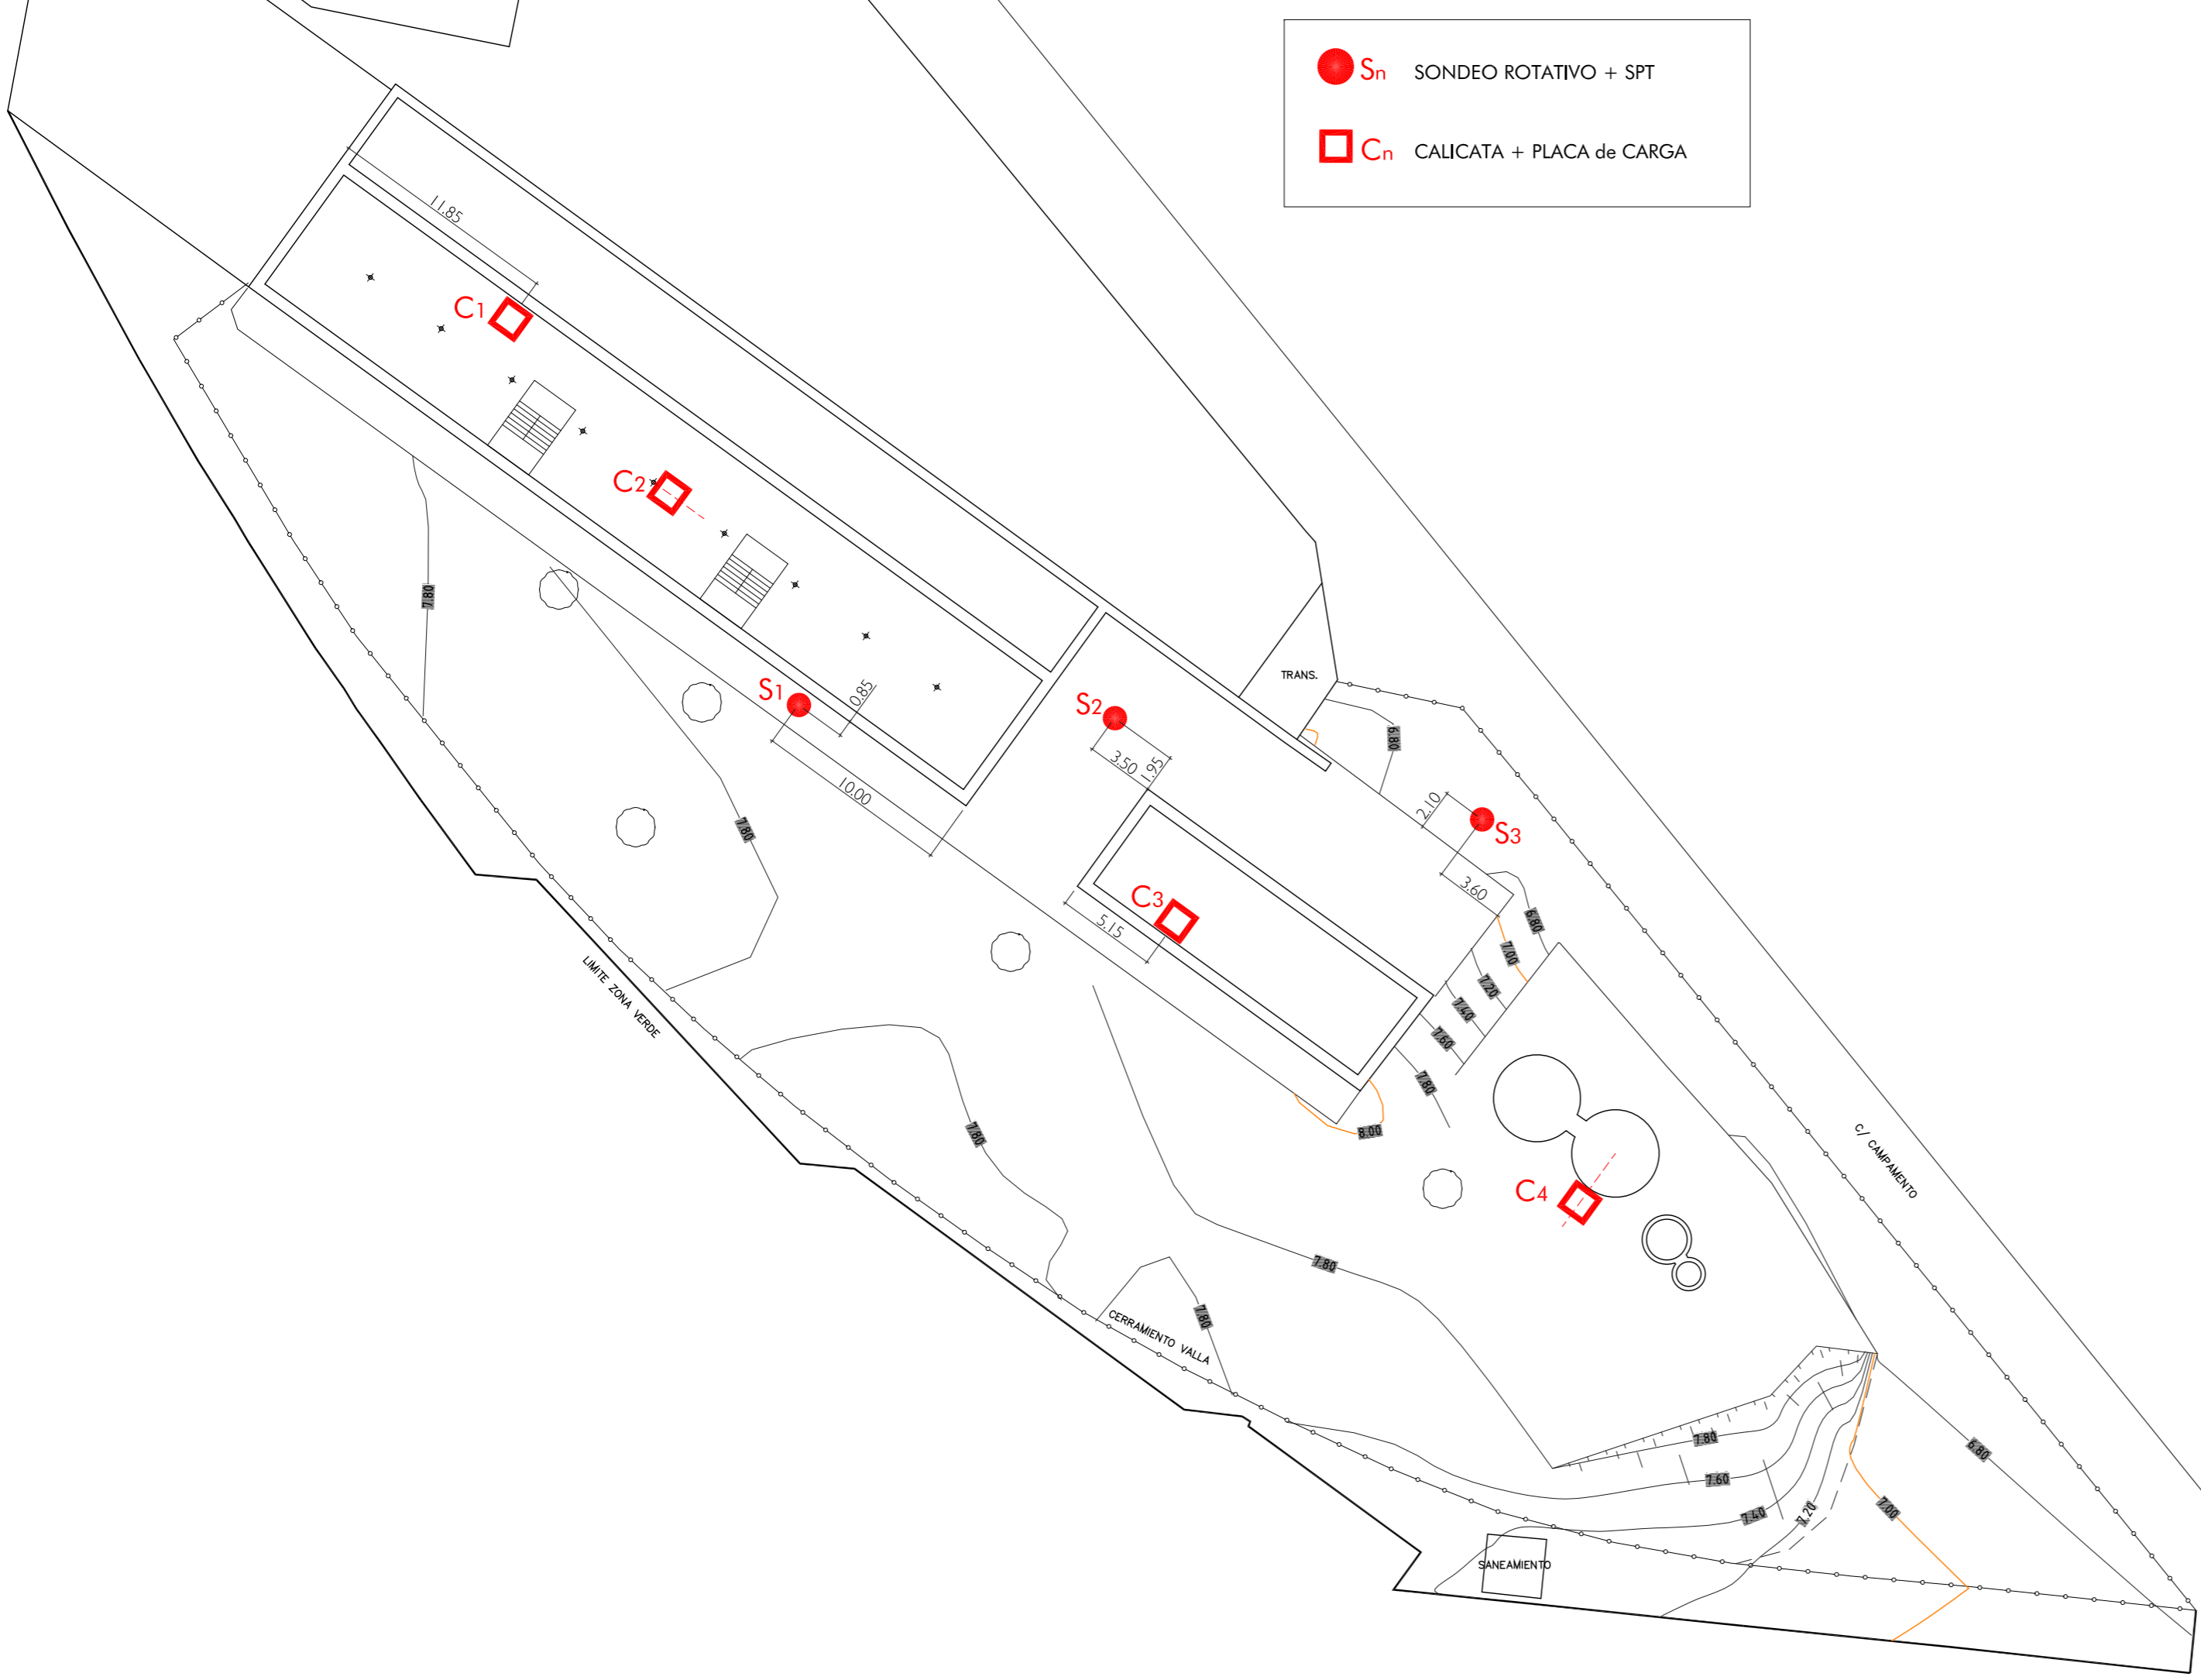 Sn SONDEO ROTATIVO + SPT
Cn CALICATA + PLACA de CARGA
11.85
C1
C2
7.80
S1
0.85
10.00
7.80
S2
3.50
1.95
TRANS.
6.80
2.10
S3
3.60
C3
5.15
6.80
7.00
7.20
7.40
7.60
7.80
8.00
LIMITE ZONA VERDE
7.80
C4
C/ CAMPAMENTO
7.80
7.80
CERRAMIENTO VALLA
7.80
7.60
7.40
7.20
7.00
6.80
SANEAMIENTO